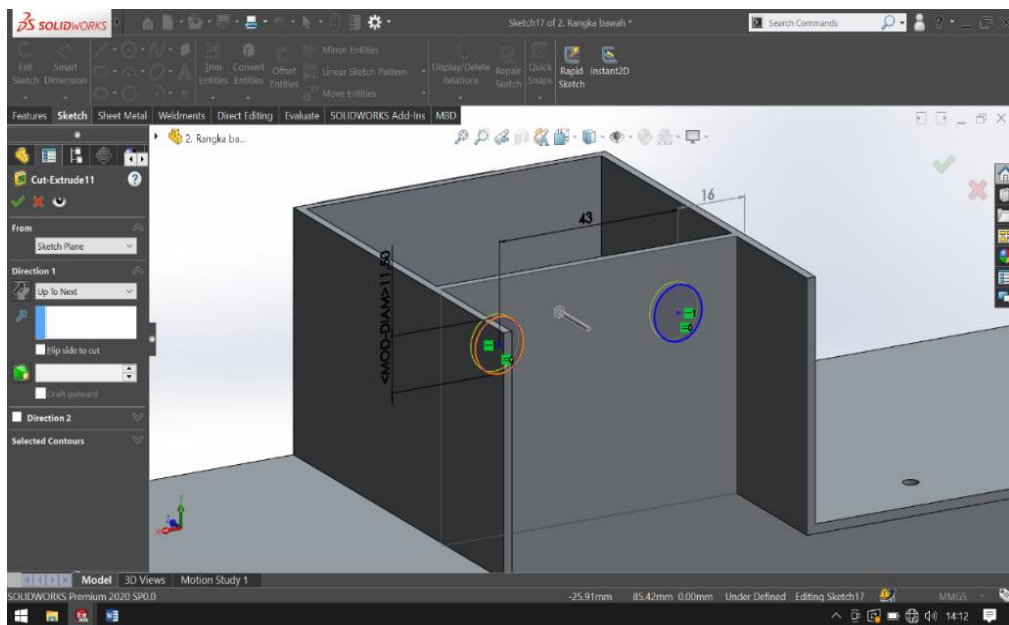 SOLIDWORKS
Sketch17 of 2. Rangka bawah *
Search Commands
Exit Sketch
Smart Dimension
Trim Entities
Convert Entities
Offset Entities
Mirror Entities
Linear Sketch Pattern
Move Entities
Display/Delete Relations
Repair Sketch
Quick Snaps
Rapid Sketch
Instant2D
Features Sketch Sheet Metal Weldments Direct Editing Evaluate SOLIDWORKS Add-Ins MBD
2. Rangka ba...
Cut-Extrude11
From
Sketch Plane
Direction 1
Up To Next
Flip side to cut
Draft outward
Direction 2
Selected Contours
16
43
<MOD-DIAM>11,50
Model 3D Views Motion Study 1
SOLIDWORKS Premium 2020 SP0.0
-25.91mm 85.42mm 0.00mm Under Defined Editing Sketch17 MMGS
14:12